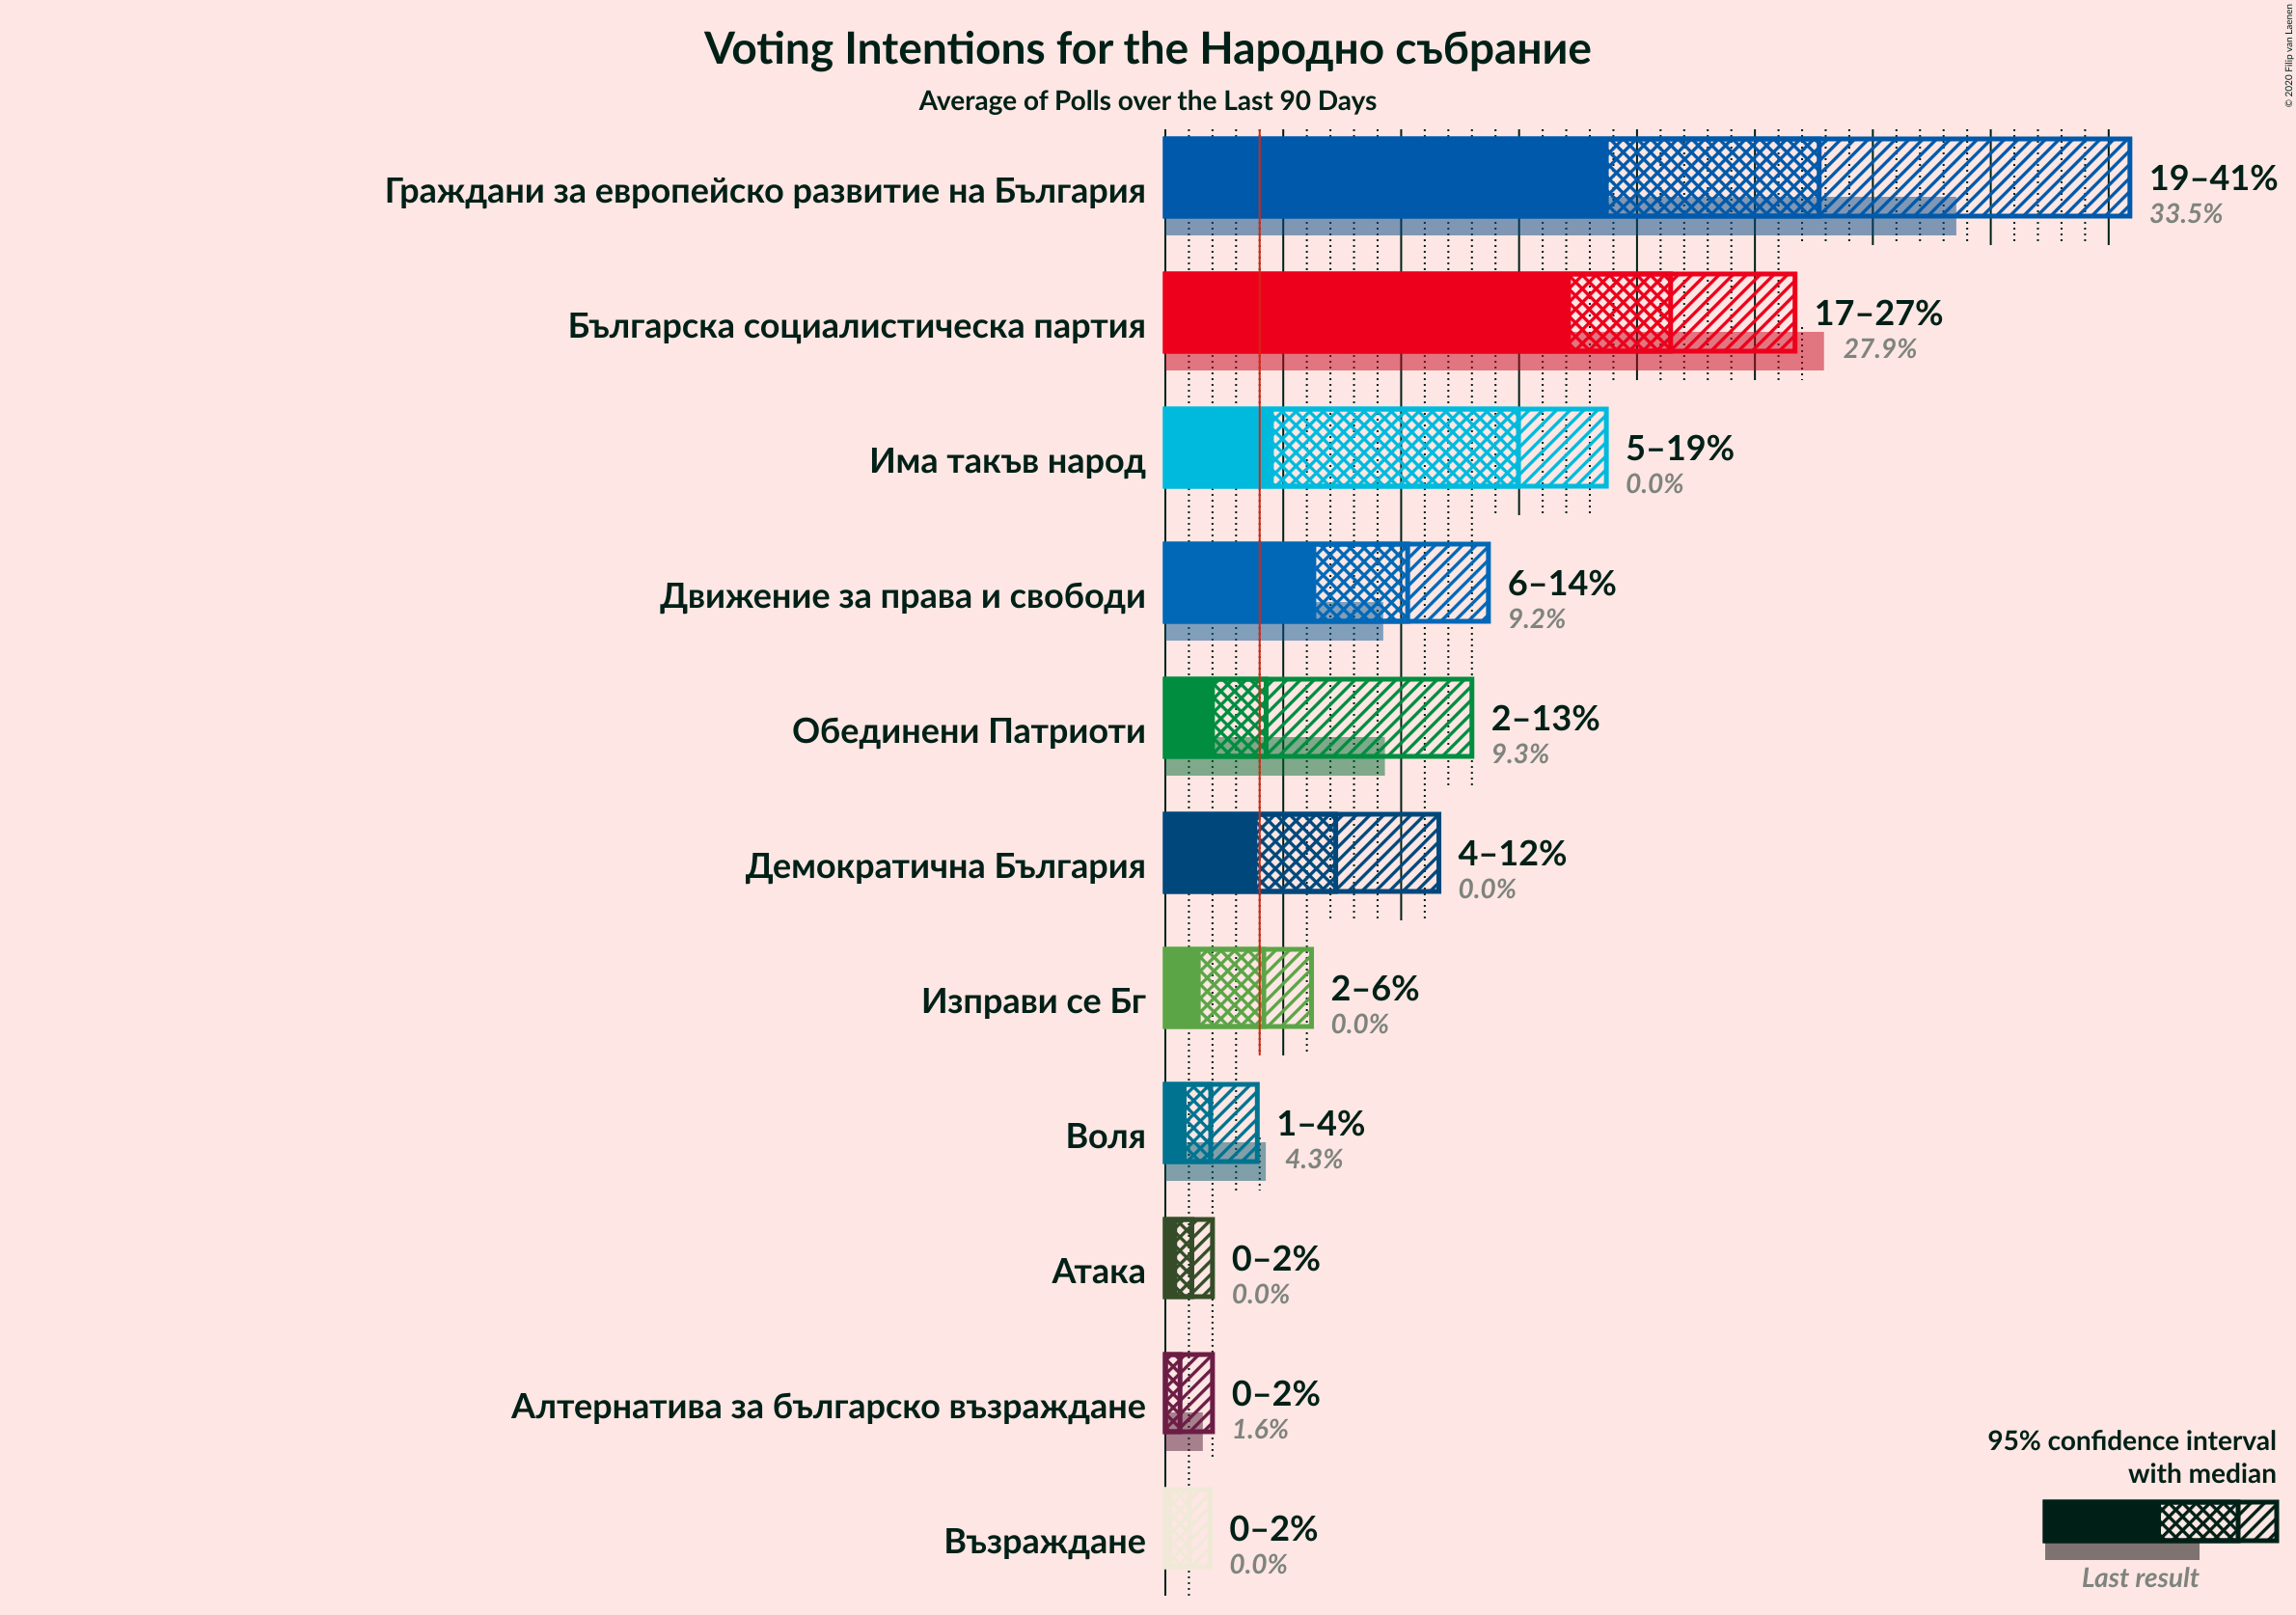 Voting Intentions for the Народно събрание
Average of Polls over the Last 90 Days
© 2020 Filip van Laenen
Граждани за европейско развитие на България
19–41%
33.5%
Българска социалистическа партия
17–27%
27.9%
Има такъв народ
5–19%
0.0%
Движение за права и свободи
6–14%
9.2%
Обединени Патриоти
2–13%
9.3%
Демократична България
4–12%
0.0%
Изправи се Бг
2–6%
0.0%
Воля
1–4%
4.3%
Атака
0–2%
0.0%
Алтернатива за българско възраждане
0–2%
1.6%
Възраждане
0–2%
0.0%
95% confidence interval
with median
Last result